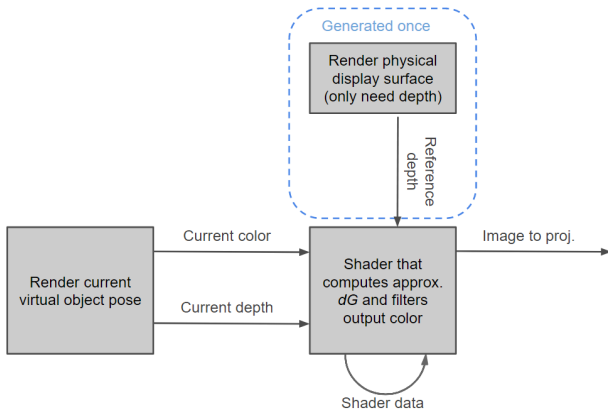 Generated once
Render physical
display surface
(only need depth)
Reference
depth
Current color
Image to proj.
Render current
virtual object pose
Shader that
computes approx.
dG and filters
output color
Current depth
Shader data